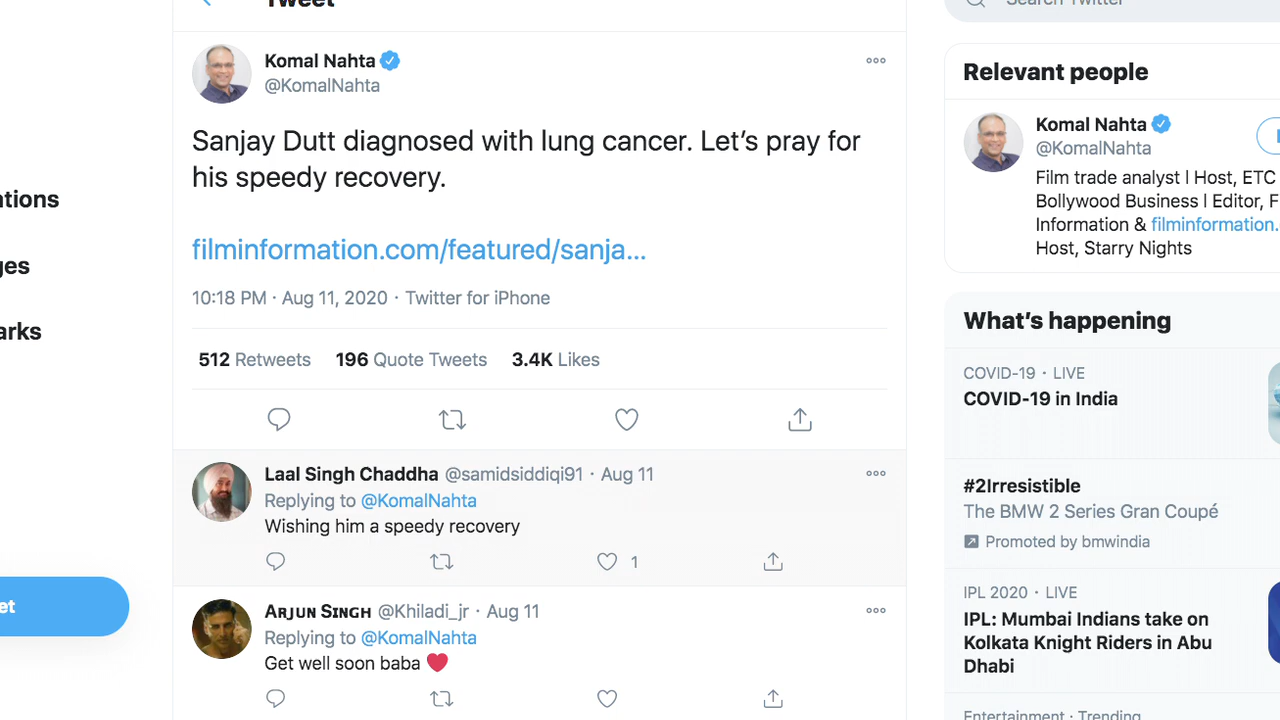 Tweet
Komal Nahta
@KomalNahta
Sanjay Dutt diagnosed with lung cancer. Let’s pray for
his speedy recovery.
filminformation.com/featured/sanja...
10:18 PM · Aug 11, 2020 · Twitter for iPhone
512 Retweets 196 Quote Tweets 3.4K Likes
Laal Singh Chaddha @samidsiddiqi91 · Aug 11
Replying to @KomalNahta
Wishing him a speedy recovery
1
Arjun Singh @Khiladi_jr · Aug 11
Replying to @KomalNahta
Get well soon baba ❤️
Search Twitter
Relevant people
Komal Nahta
@KomalNahta
Film trade analyst l Host, ETC
Bollywood Business l Editor, F
Information & filminformation.
Host, Starry Nights
What’s happening
COVID-19 · LIVE
COVID-19 in India
#2Irresistible
The BMW 2 Series Gran Coupé
Promoted by bmwindia
IPL 2020 · LIVE
IPL: Mumbai Indians take on
Kolkata Knight Riders in Abu
Dhabi
Entertainment · Trending